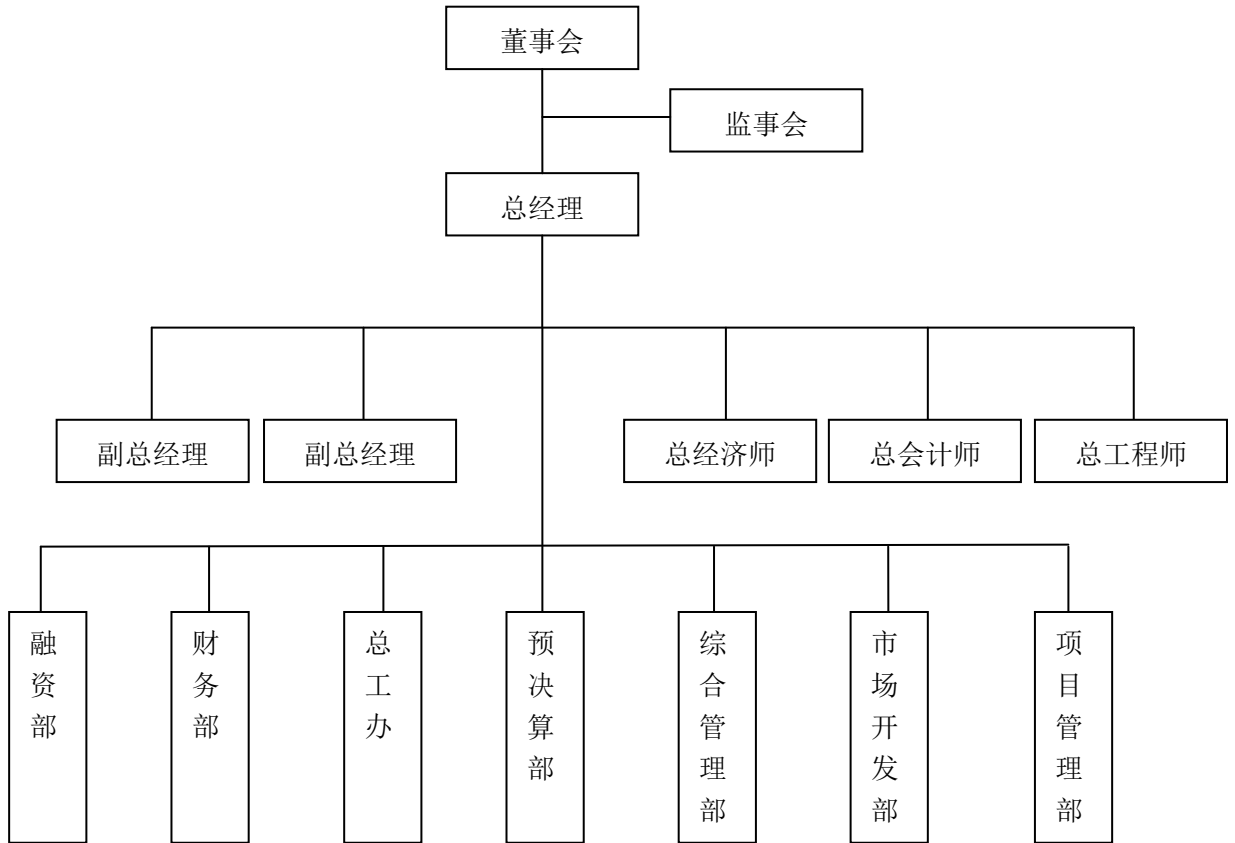 董事会
监事会
总经理
副总经理
副总经理
总经济师
总会计师
总工程师
融资部
财务部
总工办
预决算部
综合管理部
市场开发部
项目管理部